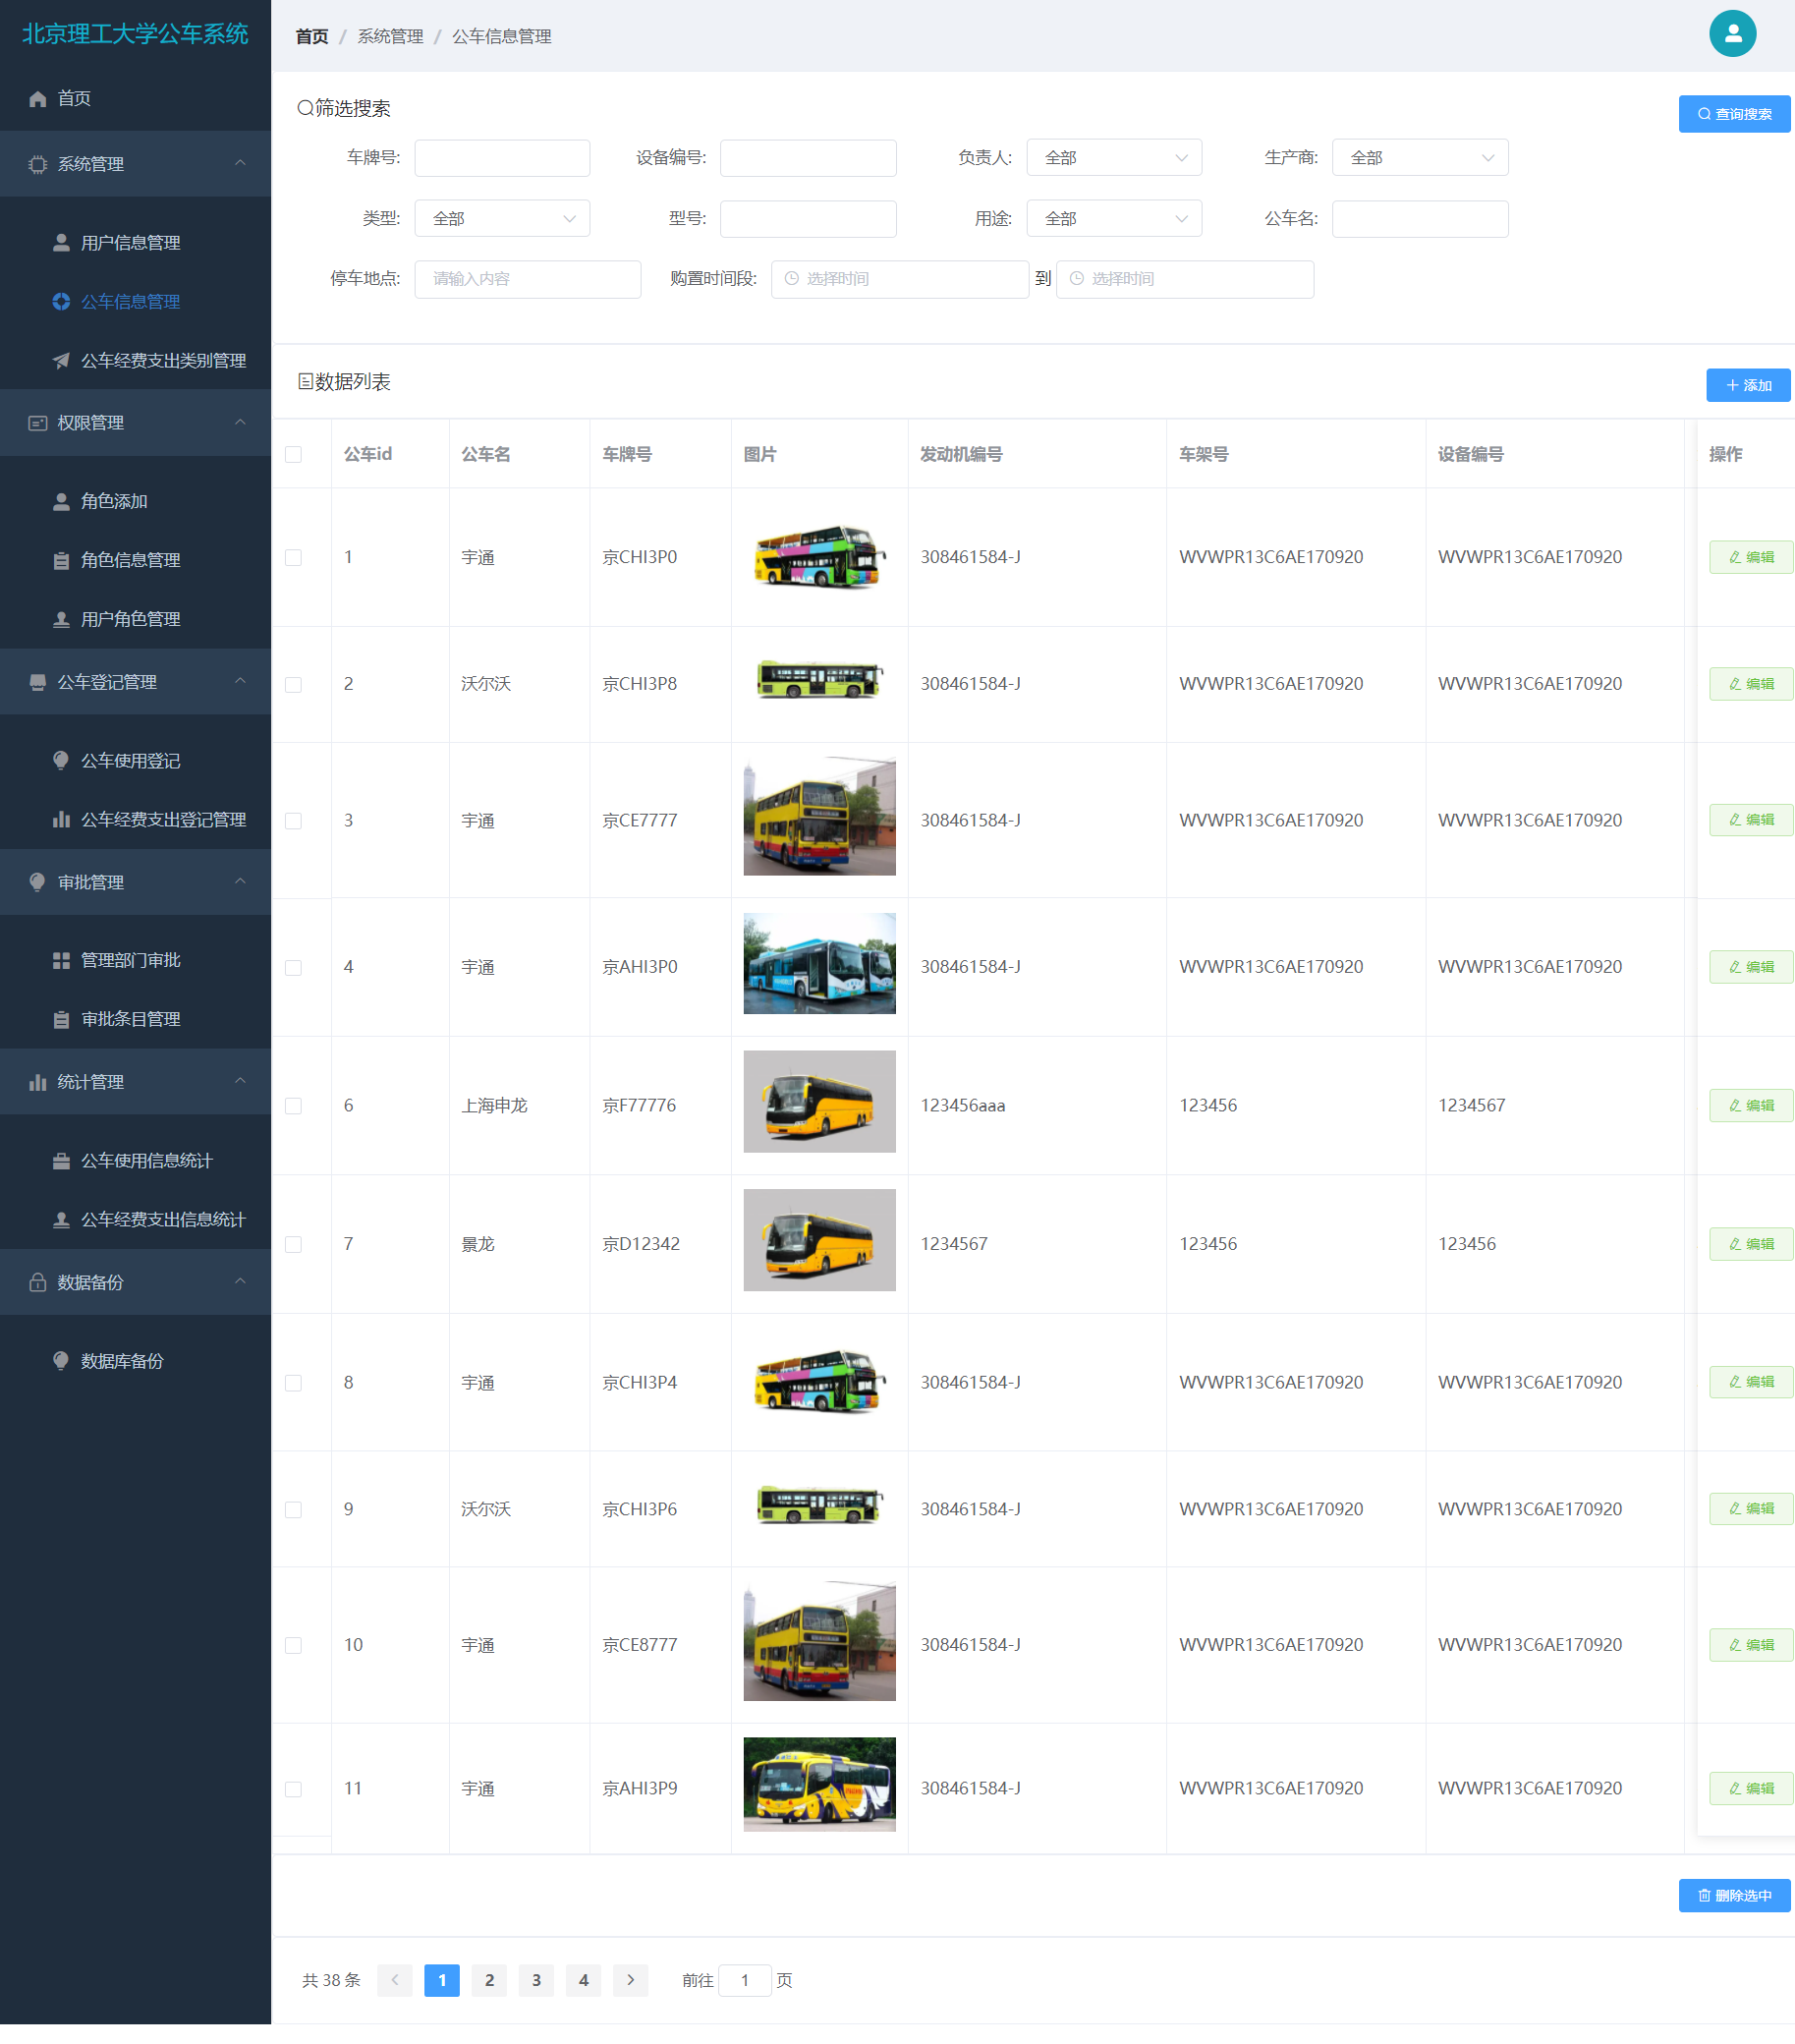 北京理工大学公车系统
首页
系统管理
用户信息管理
公车信息管理
公车经费支出类别管理
权限管理
角色添加
角色信息管理
用户角色管理
公车登记管理
公车使用登记
公车经费支出登记管理
审批管理
管理部门审批
审批条目管理
统计管理
公车使用信息统计
公车经费支出信息统计
数据备份
数据库备份
首页 / 系统管理 / 公车信息管理
筛选搜索
查询搜索
车牌号: 设备编号: 负责人: 全部 生产商: 全部
类型: 全部 型号: 用途: 全部 公车名:
停车地点: 请输入内容 购置时间段: 选择时间 到 选择时间
数据列表
添加
公车id 公车名 车牌号 图片 发动机编号 车架号 设备编号 操作
1 宇通 京CHI3P0 308461584-J WVWPR13C6AE170920 WVWPR13C6AE170920 编辑
2 沃尔沃 京CHI3P8 308461584-J WVWPR13C6AE170920 WVWPR13C6AE170920 编辑
3 宇通 京CE7777 308461584-J WVWPR13C6AE170920 WVWPR13C6AE170920 编辑
4 宇通 京AHI3P0 308461584-J WVWPR13C6AE170920 WVWPR13C6AE170920 编辑
6 上海申龙 京F77776 123456aaa 123456 1234567 编辑
7 景龙 京D12342 1234567 123456 123456 编辑
8 宇通 京CHI3P4 308461584-J WVWPR13C6AE170920 WVWPR13C6AE170920 编辑
9 沃尔沃 京CHI3P6 308461584-J WVWPR13C6AE170920 WVWPR13C6AE170920 编辑
10 宇通 京CE8777 308461584-J WVWPR13C6AE170920 WVWPR13C6AE170920 编辑
11 宇通 京AHI3P9 308461584-J WVWPR13C6AE170920 WVWPR13C6AE170920 编辑
删除选中
共 38 条 1 2 3 4 前往 1 页